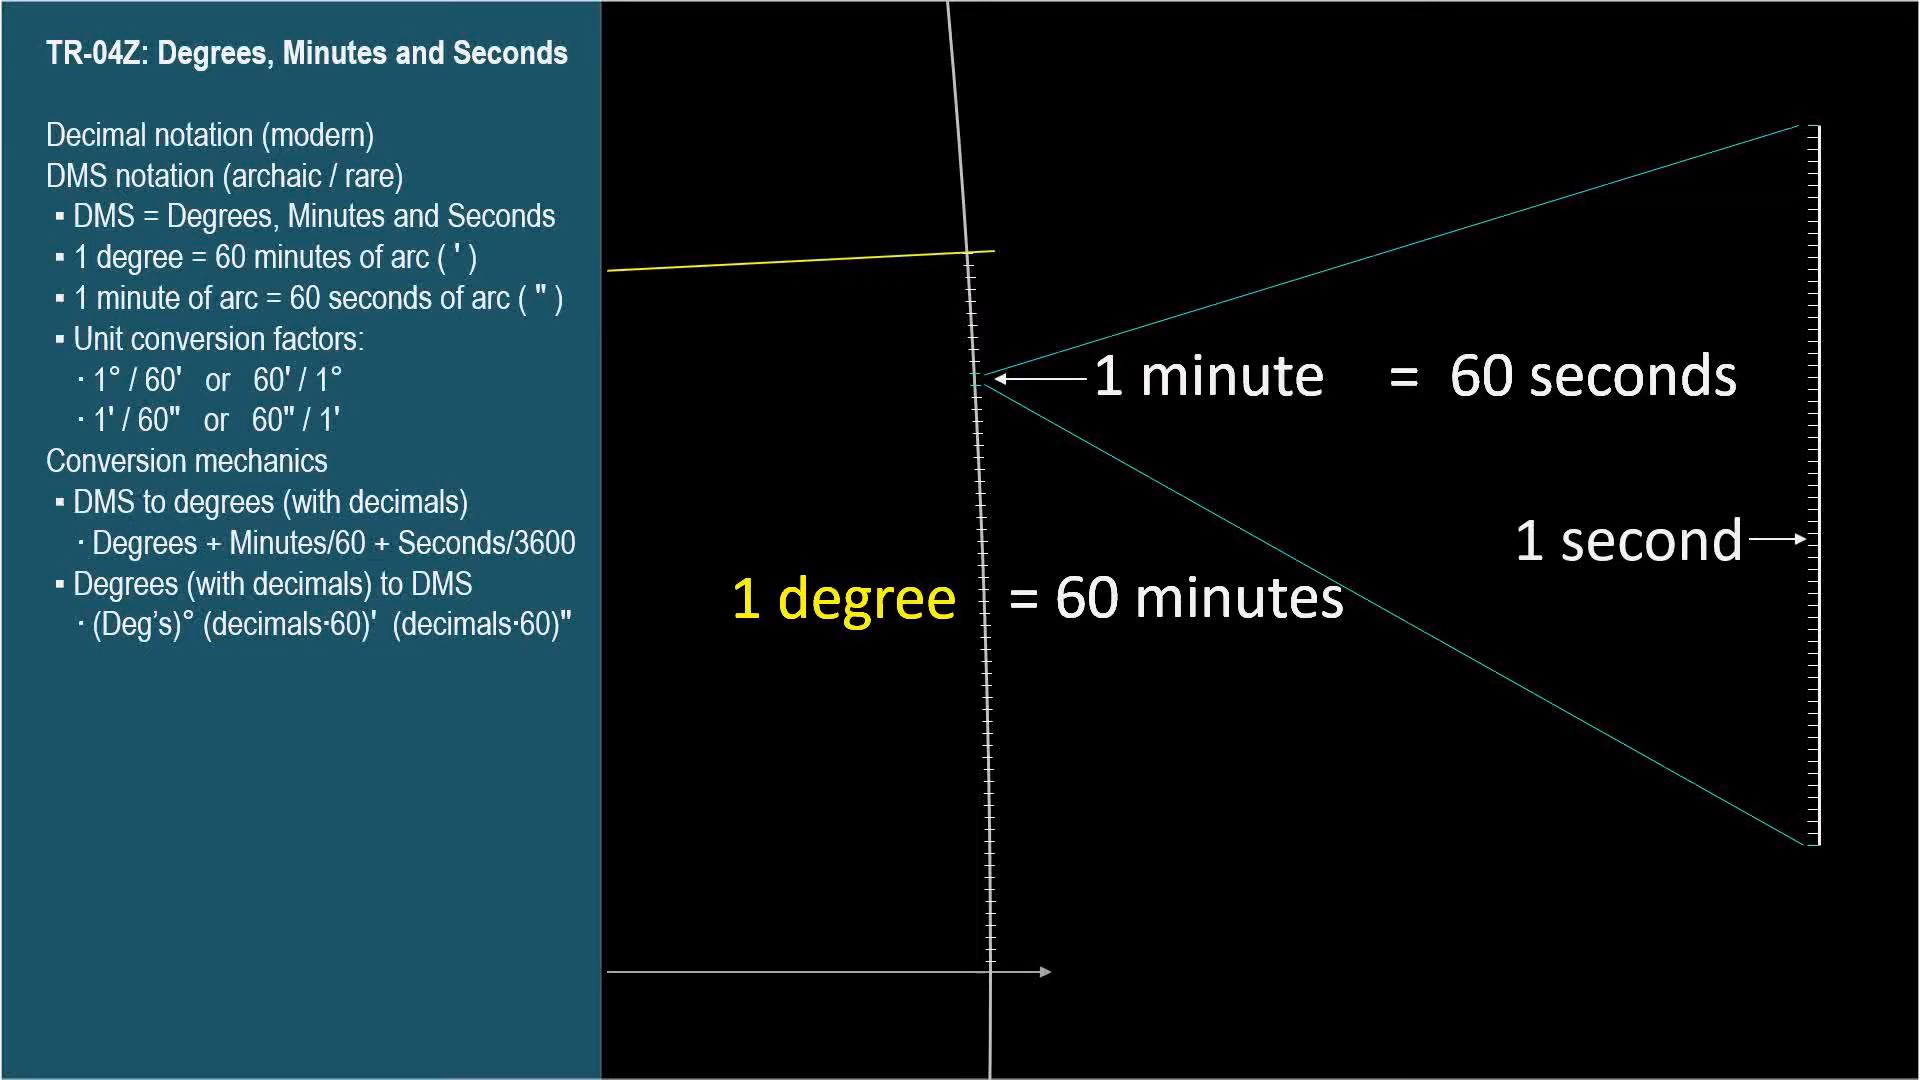 TR-04Z: Degrees, Minutes and Seconds
Decimal notation (modern)
DMS notation (archaic / rare)
▪ DMS = Degrees, Minutes and Seconds
▪ 1 degree = 60 minutes of arc ( ' )
▪ 1 minute of arc = 60 seconds of arc ( " )
▪ Unit conversion factors:
· 1° / 60' or 60' / 1°
· 1' / 60" or 60" / 1'
Conversion mechanics
▪ DMS to degrees (with decimals)
· Degrees + Minutes/60 + Seconds/3600
▪ Degrees (with decimals) to DMS
· (Deg's)° (decimals·60)' (decimals·60)"
1 minute = 60 seconds
1 second
1 degree = 60 minutes